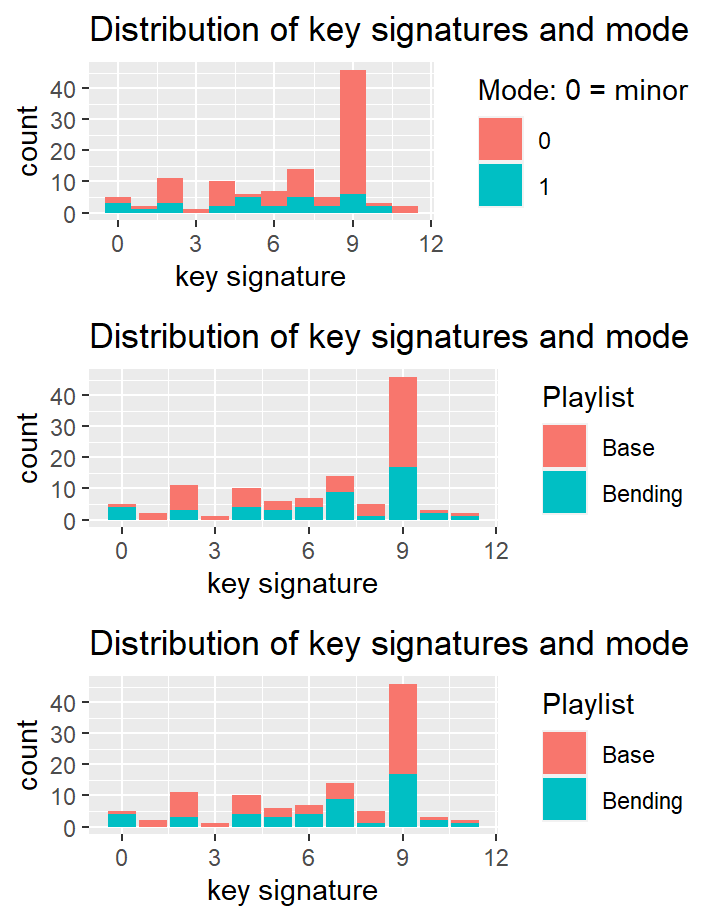 Distribution of key signatures and mode
count
40
30
20
10
0
0 3 6 9 12
key signature
Mode: 0 = minor
0
1
Distribution of key signatures and mode
count
40
30
20
10
0
0 3 6 9 12
key signature
Playlist
Base
Bending
Distribution of key signatures and mode
count
40
30
20
10
0
0 3 6 9 12
key signature
Playlist
Base
Bending